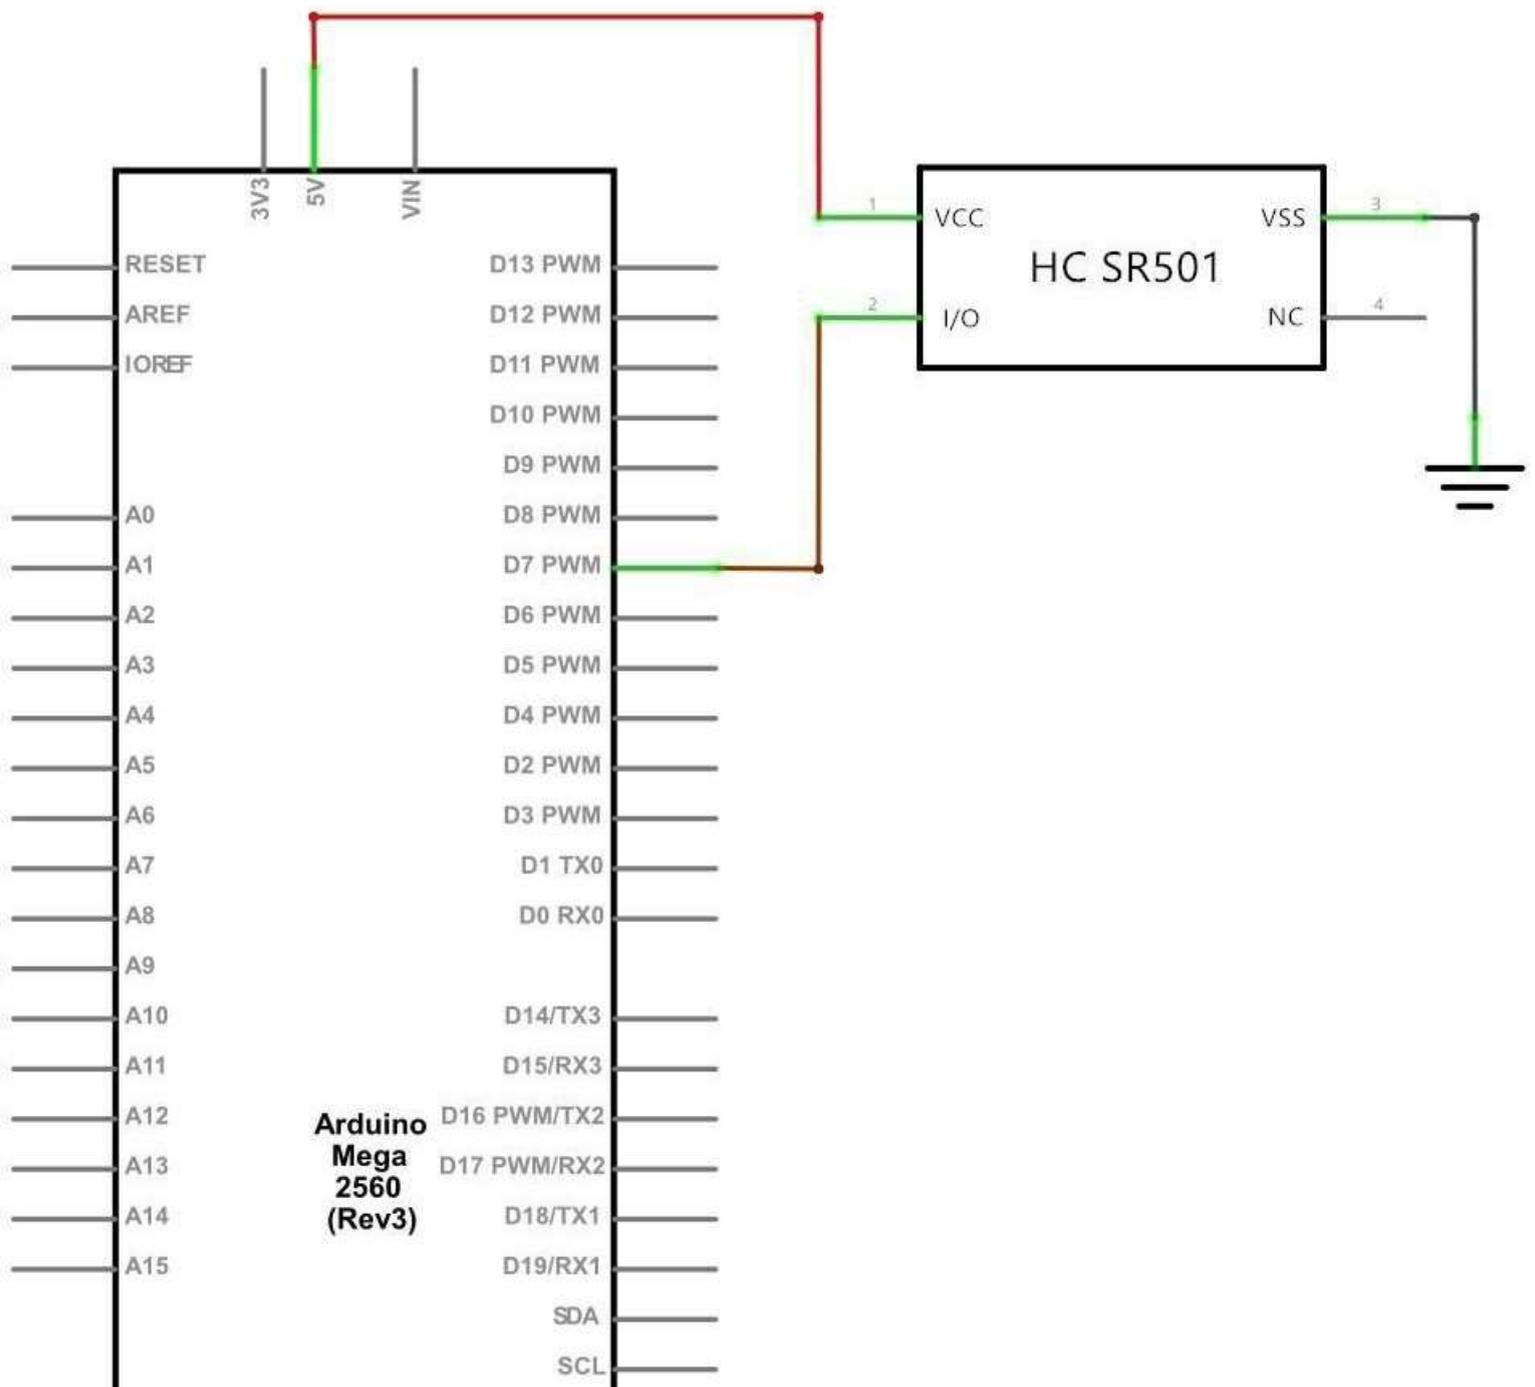 3V3
5V
VIN
RESET
AREF
IOREF
A0
A1
A2
A3
A4
A5
A6
A7
A8
A9
A10
A11
A12
A13
A14
A15
D13 PWM
D12 PWM
D11 PWM
D10 PWM
D9 PWM
D8 PWM
D7 PWM
D6 PWM
D5 PWM
D4 PWM
D2 PWM
D3 PWM
D1 TX0
D0 RX0
D14/TX3
D15/RX3
D16 PWM/TX2
D17 PWM/RX2
D18/TX1
D19/RX1
SDA
SCL
Arduino
Mega
2560
(Rev3)
1
VCC
2
I/O
HC SR501
VSS
3
NC
4